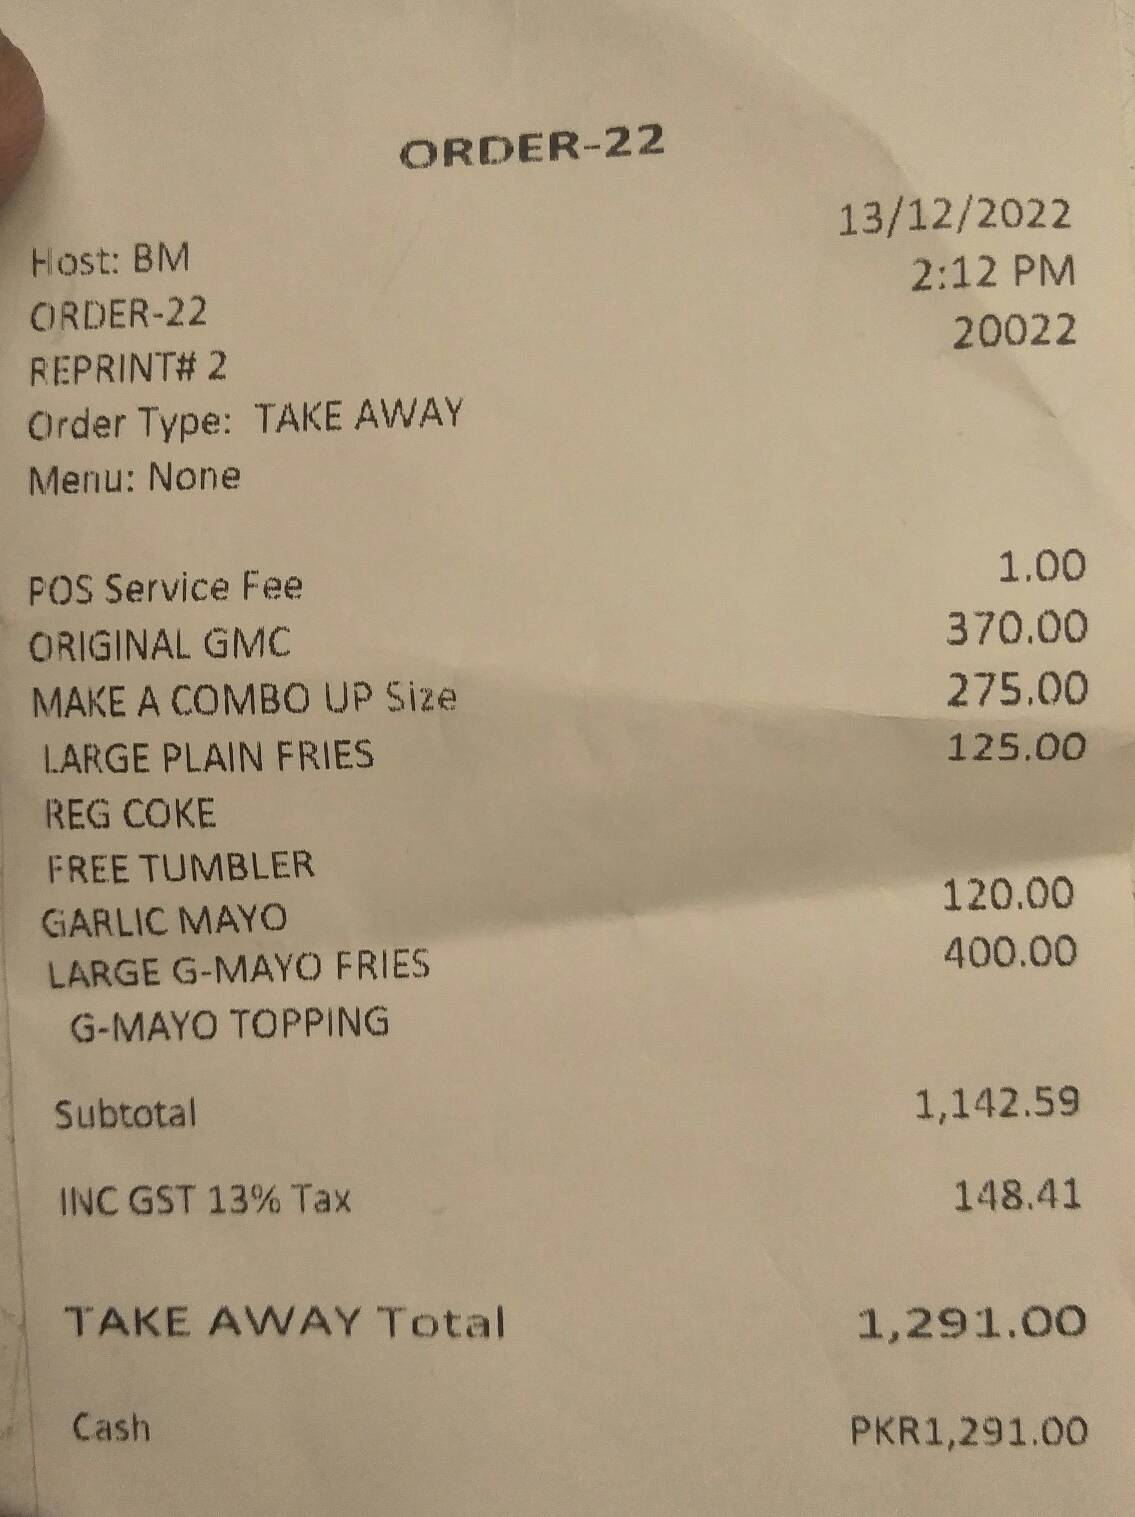 ORDER-22
Host: BM 13/12/2022
ORDER-22 2:12 PM
REPRINT# 2 20022
Order Type: TAKE AWAY
Menu: None
POS Service Fee 1.00
ORIGINAL GMC 370.00
MAKE A COMBO UP Size 275.00
LARGE PLAIN FRIES 125.00
REG COKE
FREE TUMBLER
GARLIC MAYO 120.00
LARGE G-MAYO FRIES 400.00
G-MAYO TOPPING
Subtotal 1,142.59
INC GST 13% Tax 148.41
TAKE AWAY Total 1,291.00
Cash PKR1,291.00